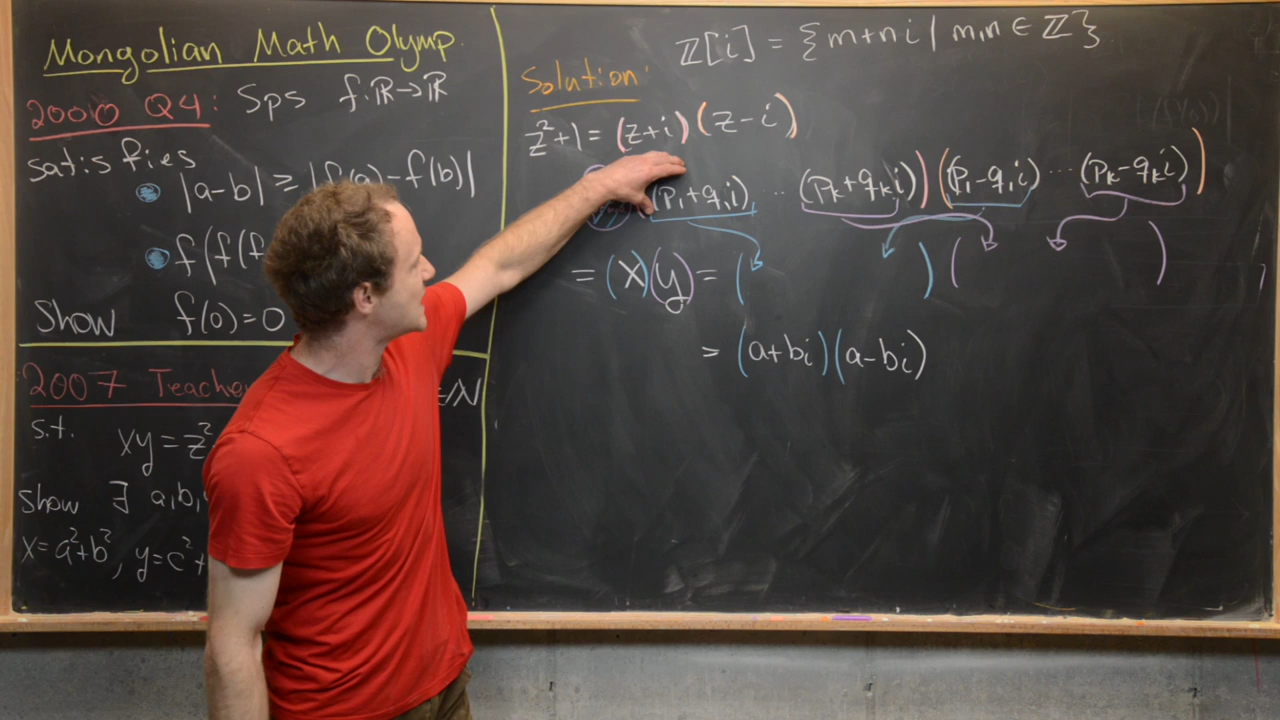 Mongolian Math Olymp.
2000 Q4: Sps f:ℝ→ℝ
satisfies
|a-b| ≥ |f(a)-f(b)|
f(f(f
Show f(0)=0
2007 Teache ∈ℕ
s.t. xy=z²
Show ∃ a,b,
x=a²+b², y=c²+
ℤ[i] = {m+ni | m,n ∈ ℤ}
Solution:
z²+1 = (z+i)(z-i)
(p₁+q₁i) ... (pₖ+qₖi))((p₁-q₁i) ... (pₖ-qₖi))
= (x)(y) = ( )( )
= (a+bi)(a-bi)